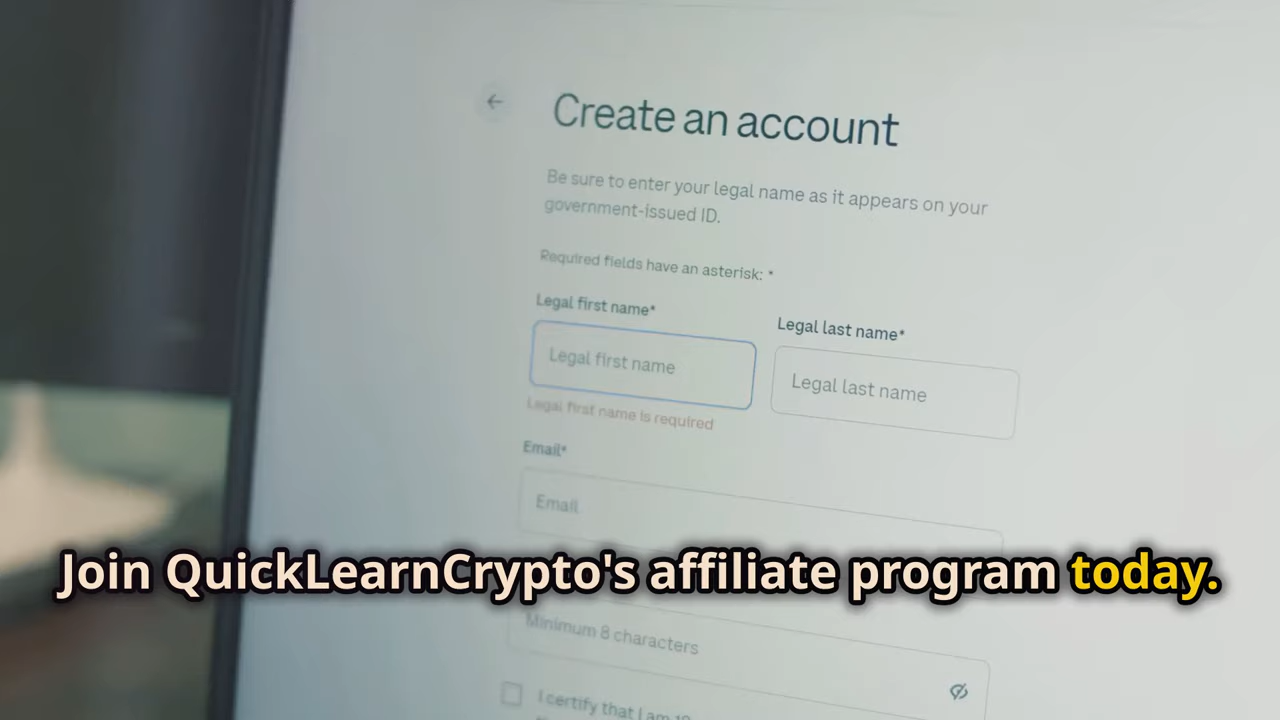 Create an account
Be sure to enter your legal name as it appears on your
government-issued ID.
Required fields have an asterisk: *
Legal first name*
Legal last name*
Legal first name
Legal last name
Legal first name is required
Email*
Email
Join QuickLearnCrypto's affiliate program today.
Minimum 8 characters
I certify that I am